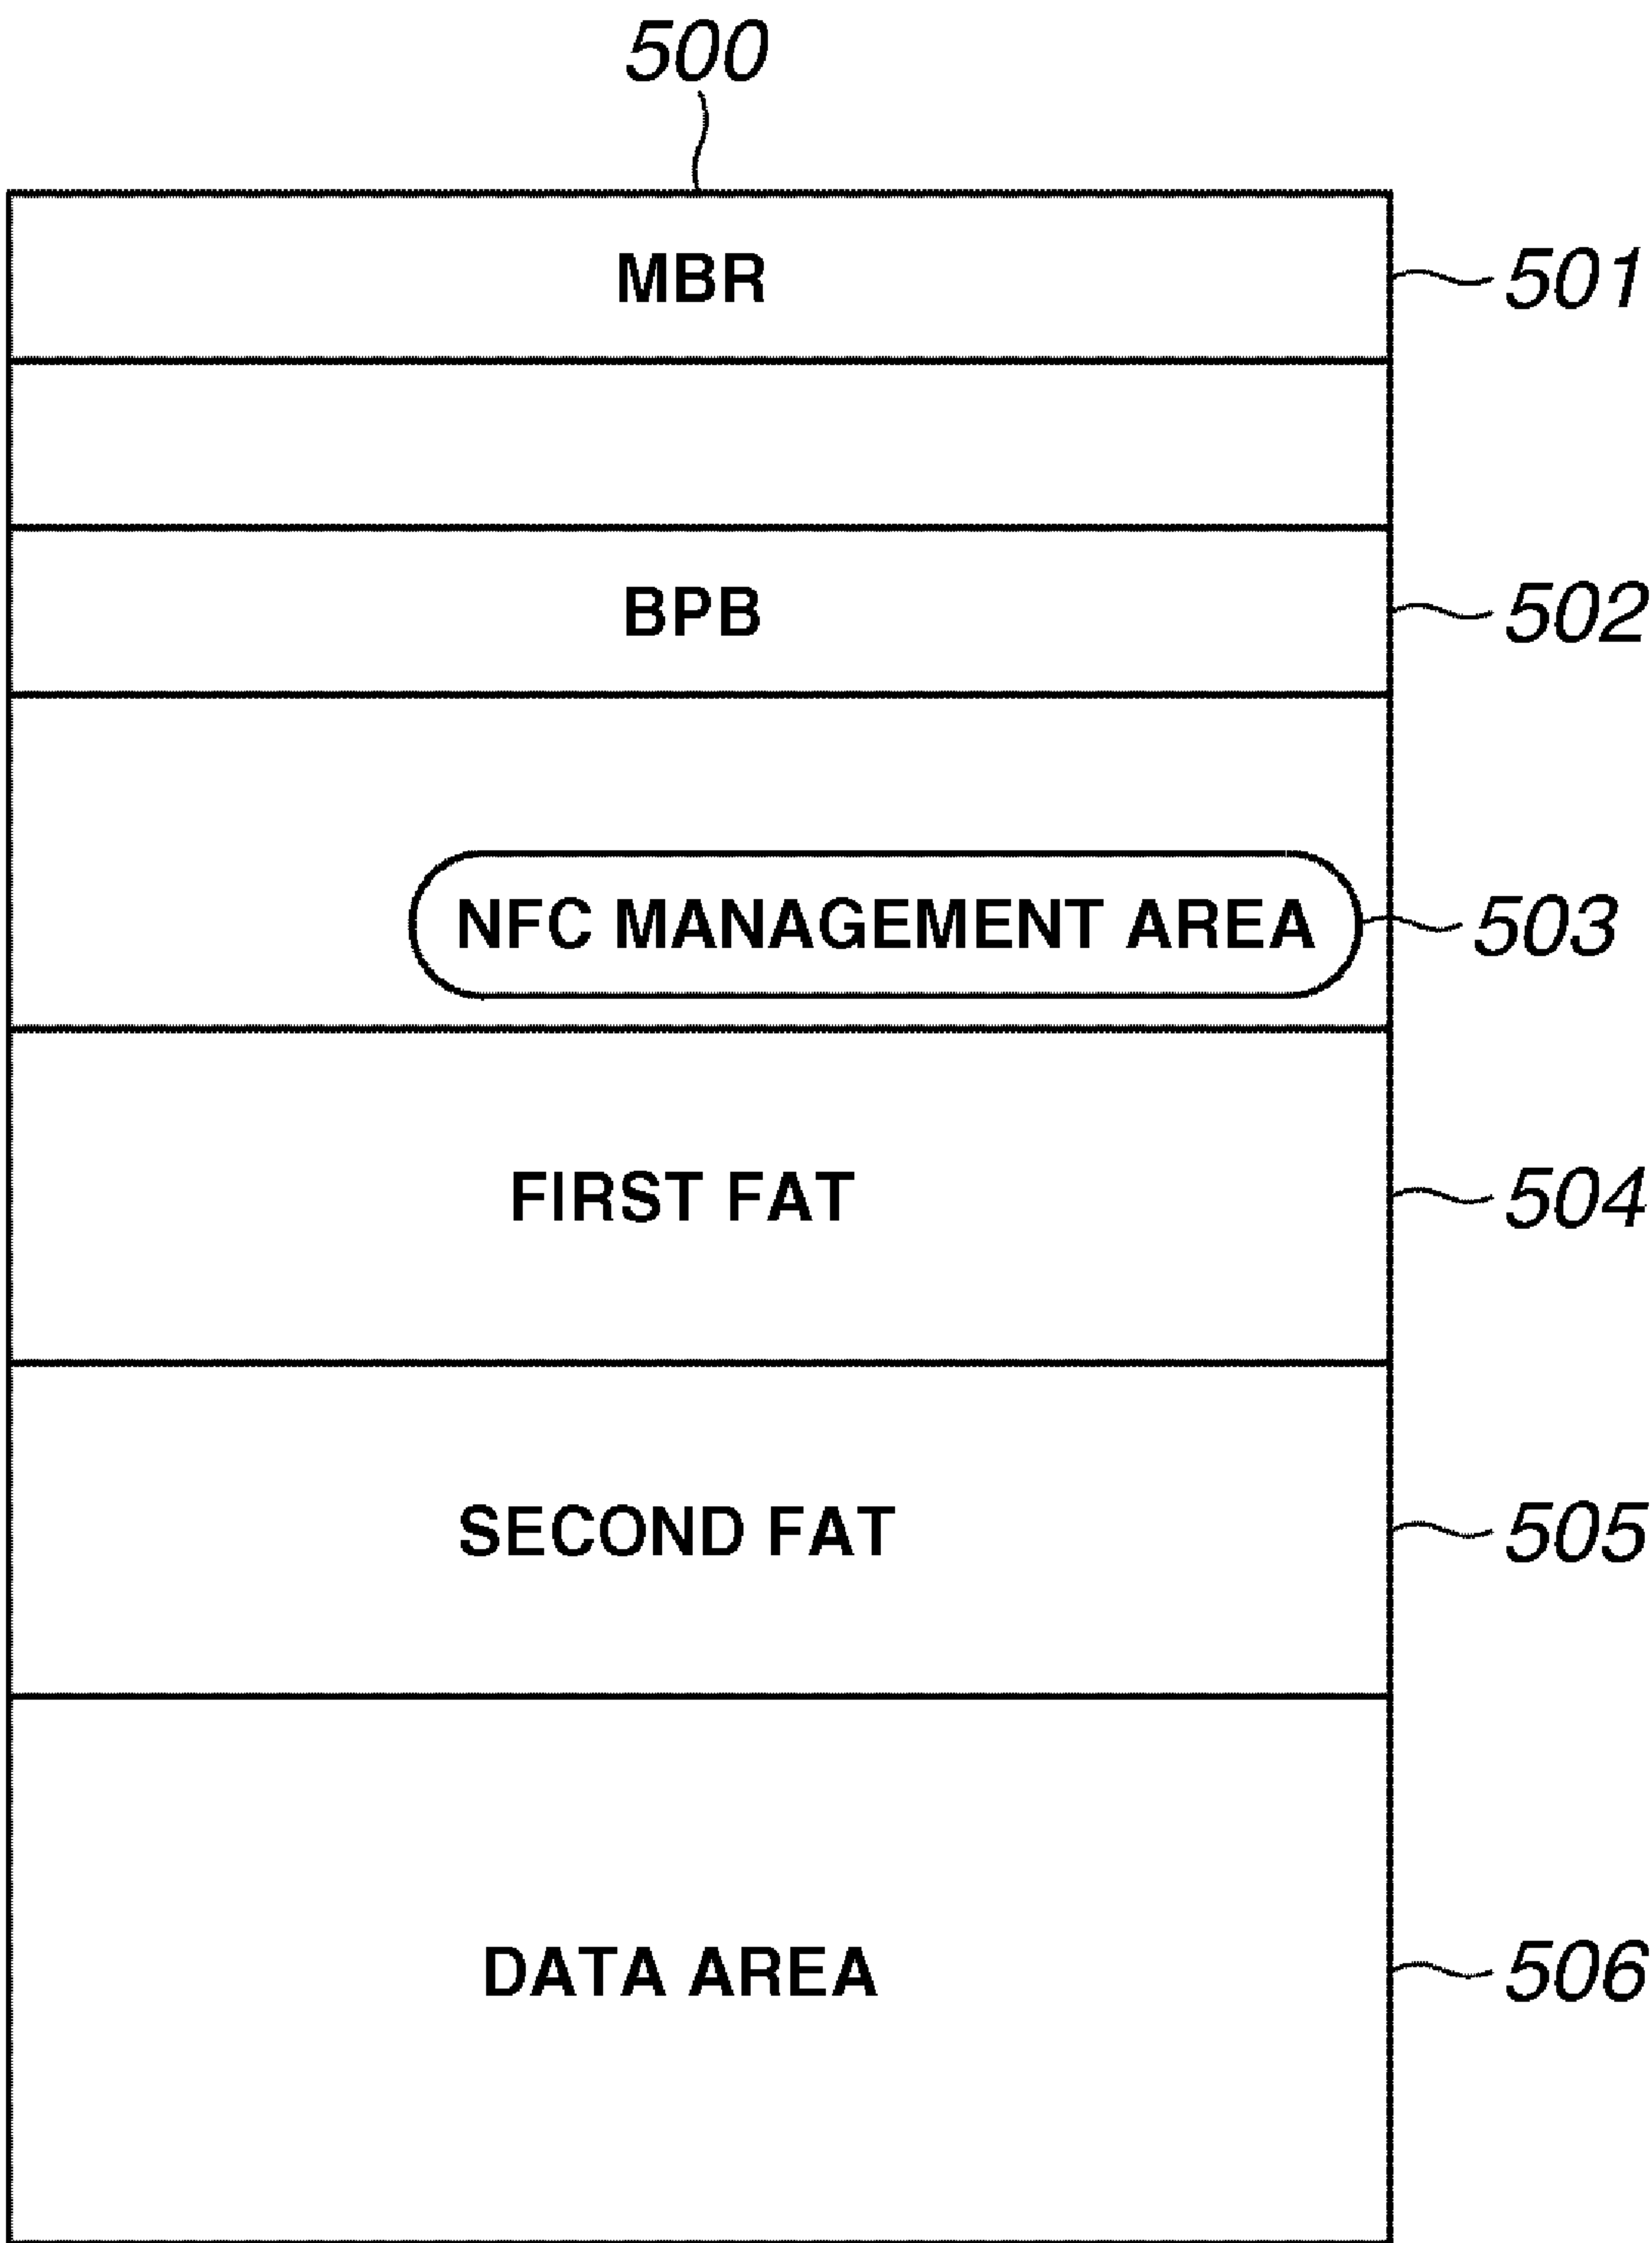 500
MBR 501
BPB 502
NFC MANAGEMENT AREA 503
FIRST FAT 504
SECOND FAT 505
DATA AREA 506